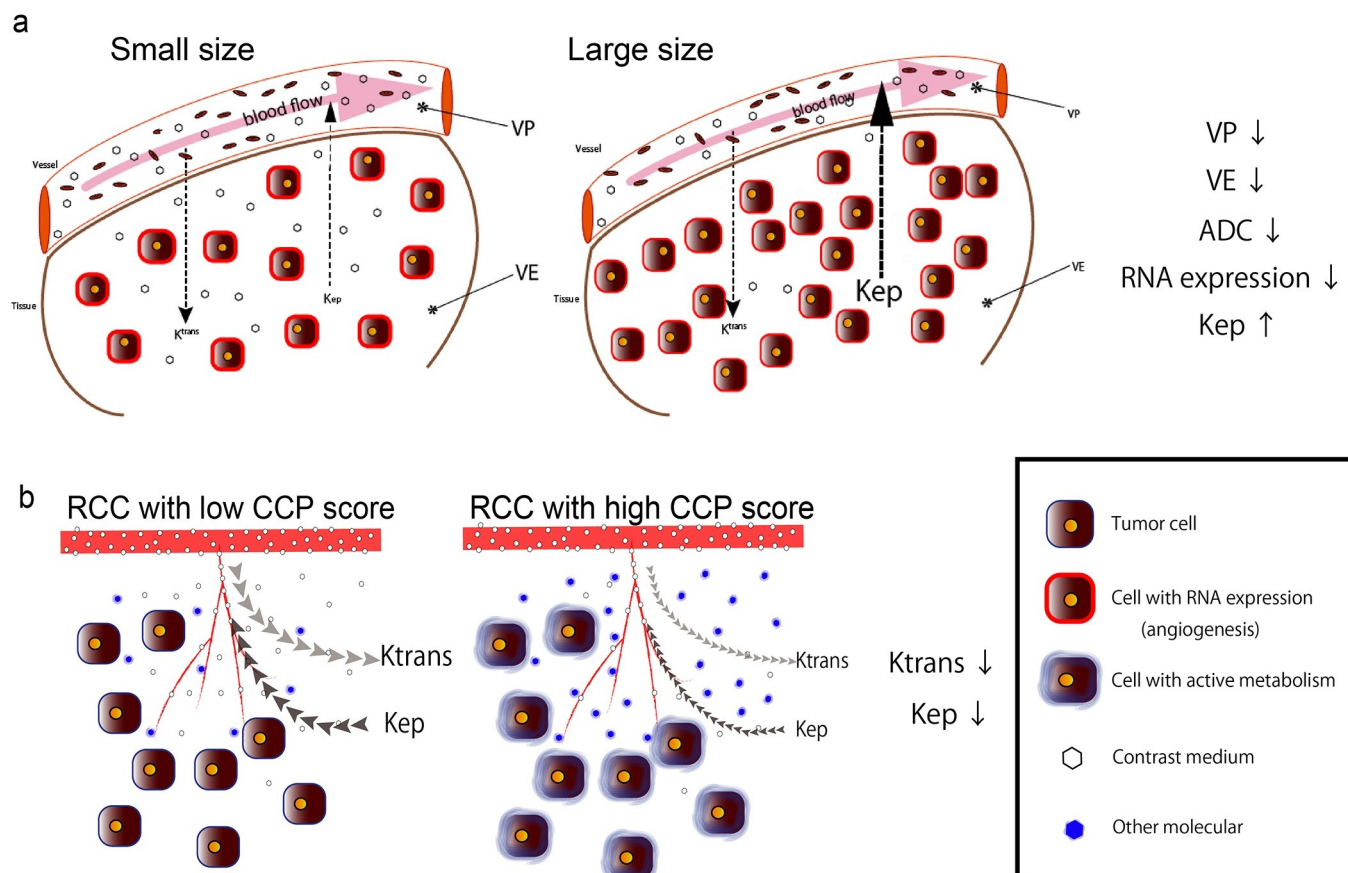 a
Small size
Large size
blood flow
VP
Vessel
VE
Tissue
Ktrans
Kep
blood flow
VP
Vessel
VE
Tissue
Ktrans
Kep
VP ↓
VE ↓
ADC ↓
RNA expression ↓
Kep ↑
b
RCC with low CCP score
RCC with high CCP score
Ktrans
Kep
Ktrans
Kep
Ktrans ↓
Kep ↓
Tumor cell
Cell with RNA expression
(angiogenesis)
Cell with active metabolism
Contrast medium
Other molecular